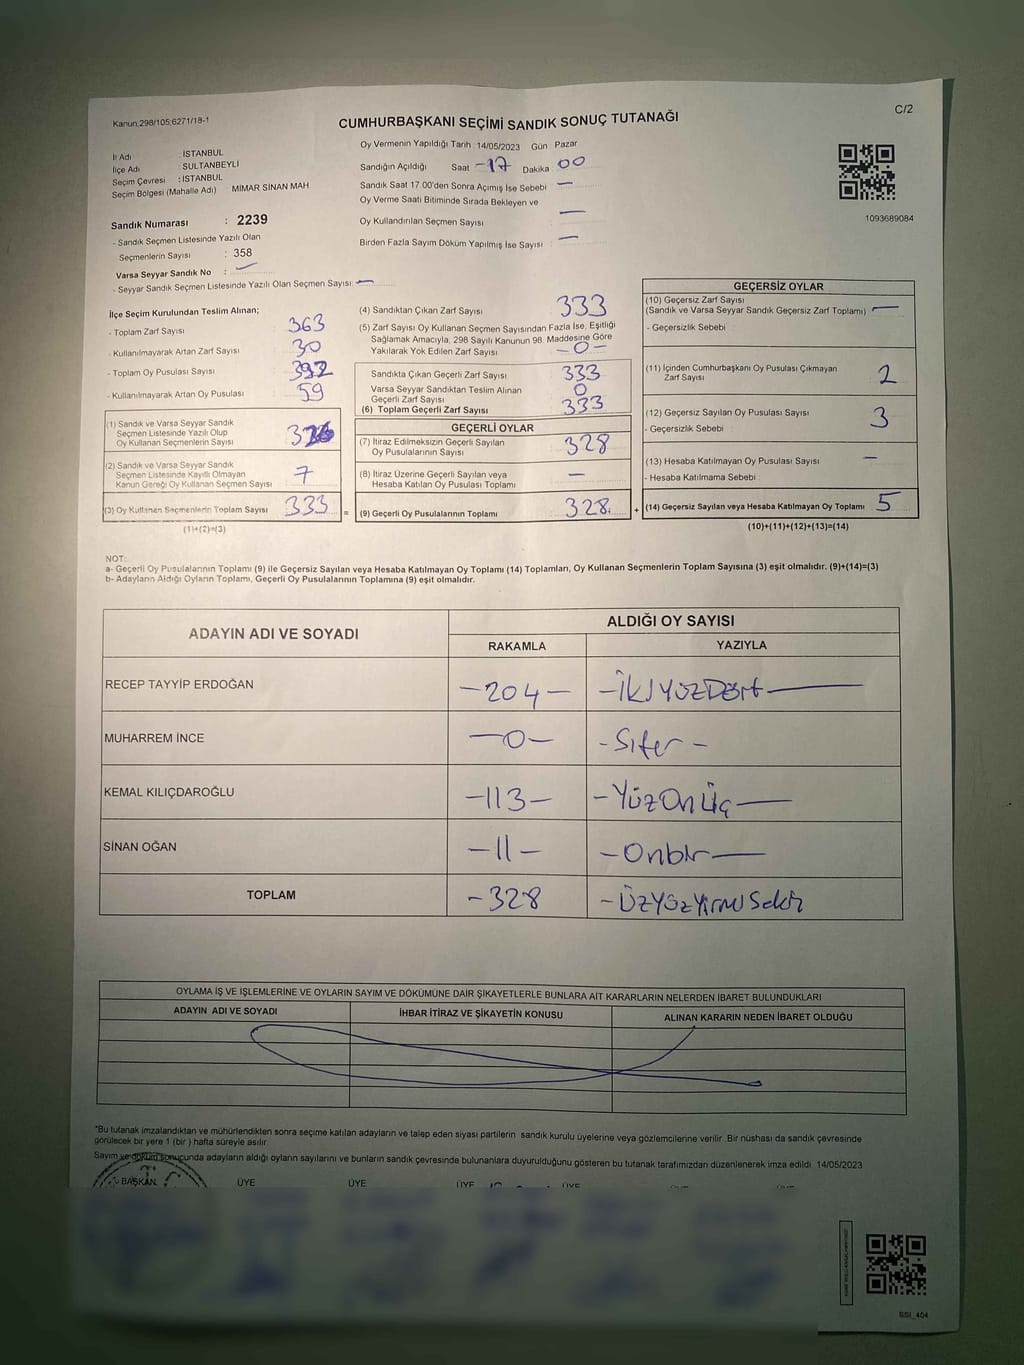 Kanun;298/105;6271/18-1
CUMHURBAŞKANI SEÇİMİ SANDIK SONUÇ TUTANAĞI
C/2
İl Adı : İSTANBUL
İlçe Adı : SULTANBEYLİ
Seçim Çevresi : İSTANBUL
Seçim Bölgesi (Mahalle Adı) : MİMAR SİNAN MAH
Sandık Numarası : 2239
- Sandık Seçmen Listesinde Yazılı Olan
Seçmenlerin Sayısı : 358
Varsa Seyyar Sandık No : —
- Seyyar Sandık Seçmen Listesinde Yazılı Olan Seçmen Sayısı: —
Oy Vermenin Yapıldığı Tarih : 14/05/2023 Gün : Pazar
Sandığın Açıldığı Saat -17 Dakika 00
Sandık Saat 17.00'den Sonra Açımış İse Sebebi —
Oy Verme Saati Bitiminde Sırada Bekleyen ve
Oy Kullandırılan Seçmen Sayısı —
Birden Fazla Sayım Döküm Yapılmış İse Sayısı : —
1093689084
İlçe Seçim Kurulundan Teslim Alınan;
- Toplam Zarf Sayısı 363
- Kullanılmayarak Artan Zarf Sayısı 30
- Toplam Oy Pusulası Sayısı 392
- Kullanılmayarak Artan Oy Pusulası 59
(1) Sandık ve Varsa Seyyar Sandık
Seçmen Listesinde Yazılı Olup
Oy Kullanan Seçmenlerin Sayısı 326
(2) Sandık ve Varsa Seyyar Sandık
Seçmen Listesinde Kayıtlı Olmayan
Kanun Gereği Oy Kullanan Seçmen Sayısı 7
(3) Oy Kullanan Seçmenlerin Toplam Sayısı 333 =
(1)+(2)=(3)
(4) Sandıktan Çıkan Zarf Sayısı 333
(5) Zarf Sayısı Oy Kullanan Seçmen Sayısından Fazla İse, Eşitliği
Sağlamak Amacıyla, 298 Sayılı Kanunun 98. Maddesine Göre
Yakılarak Yok Edilen Zarf Sayısı -0-
Sandıkta Çıkan Geçerli Zarf Sayısı 333
Varsa Seyyar Sandıktan Teslim Alınan
Geçerli Zarf Sayısı 0
(6) Toplam Geçerli Zarf Sayısı 333
GEÇERLİ OYLAR
(7) İtiraz Edilmeksizin Geçerli Sayılan
Oy Pusulalarının Sayısı 328
(8) İtiraz Üzerine Geçerli Sayılan veya
Hesaba Katılan Oy Pusulası Toplamı —
(9) Geçerli Oy Pusulalarının Toplamı 328 +
GEÇERSİZ OYLAR
(10) Geçersiz Zarf Sayısı
(Sandık ve Varsa Seyyar Sandık Geçersiz Zarf Toplamı) —
- Geçersizlik Sebebi :
(11) İçinden Cumhurbaşkanı Oy Pusulası Çıkmayan
Zarf Sayısı 2
(12) Geçersiz Sayılan Oy Pusulası Sayısı 3
- Geçersizlik Sebebi :
(13) Hesaba Katılmayan Oy Pusulası Sayısı —
- Hesaba Katılmama Sebebi :
(14) Geçersiz Sayılan veya Hesaba Katılmayan Oy Toplamı 5
(10)+(11)+(12)+(13)=(14)
NOT:
a- Geçerli Oy Pusulalarının Toplamı (9) ile Geçersiz Sayılan veya Hesaba Katılmayan Oy Toplamı (14) Toplamları, Oy Kullanan Seçmenlerin Toplam Sayısına (3) eşit olmalıdır. (9)+(14)=(3)
b- Adayların Aldığı Oyların Toplamı, Geçerli Oy Pusulalarının Toplamına (9) eşit olmalıdır.
ADAYIN ADI VE SOYADI
ALDIĞI OY SAYISI
RAKAMLA YAZIYLA
RECEP TAYYİP ERDOĞAN -204- -İKİYÜZDört-
MUHARREM İNCE -0- -Sıfır-
KEMAL KILIÇDAROĞLU -113- -YüzOnÜç-
SİNAN OĞAN -11- -Onbir-
TOPLAM -328 -ÜZYÜZYirmiSekiz
OYLAMA İŞ VE İŞLEMLERİNE VE OYLARIN SAYIM VE DÖKÜMÜNE DAİR ŞİKAYETLERLE BUNLARA AİT KARARLARIN NELERDEN İBARET BULUNDUKLARI
ADAYIN ADI VE SOYADI İHBAR İTİRAZ VE ŞİKAYETİN KONUSU ALINAN KARARIN NEDEN İBARET OLDUĞU
"Bu tutanak imzalandıktan ve mühürlendikten sonra seçime katılan adayların ve talep eden siyasi partilerin sandık kurulu üyelerine veya gözlemcilerine verilir. Bir nüshası da sandık çevresinde
görülecek bir yere 1 (bir ) hafta süreyle asılır.
Sayım ve döküm sonucunda adayların aldığı oyların sayılarını ve bunların sandık çevresinde bulunanlara duyurulduğunu gösteren bu tutanak tarafımızdan düzenlenerek imza edildi 14/05/2023
BAŞKAN ÜYE ÜYE ÜYE ÜYE